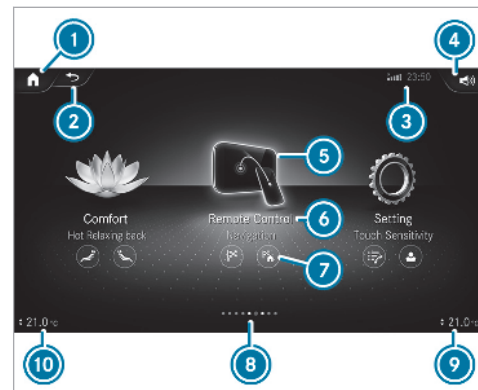 1
4
23:50
2
3
5
Comfort
Remote Control
6
Setting
Hot Relaxing back
Navigation
Touch Sensitivity
7
21.0 °C
21.0 °C
10
8
9